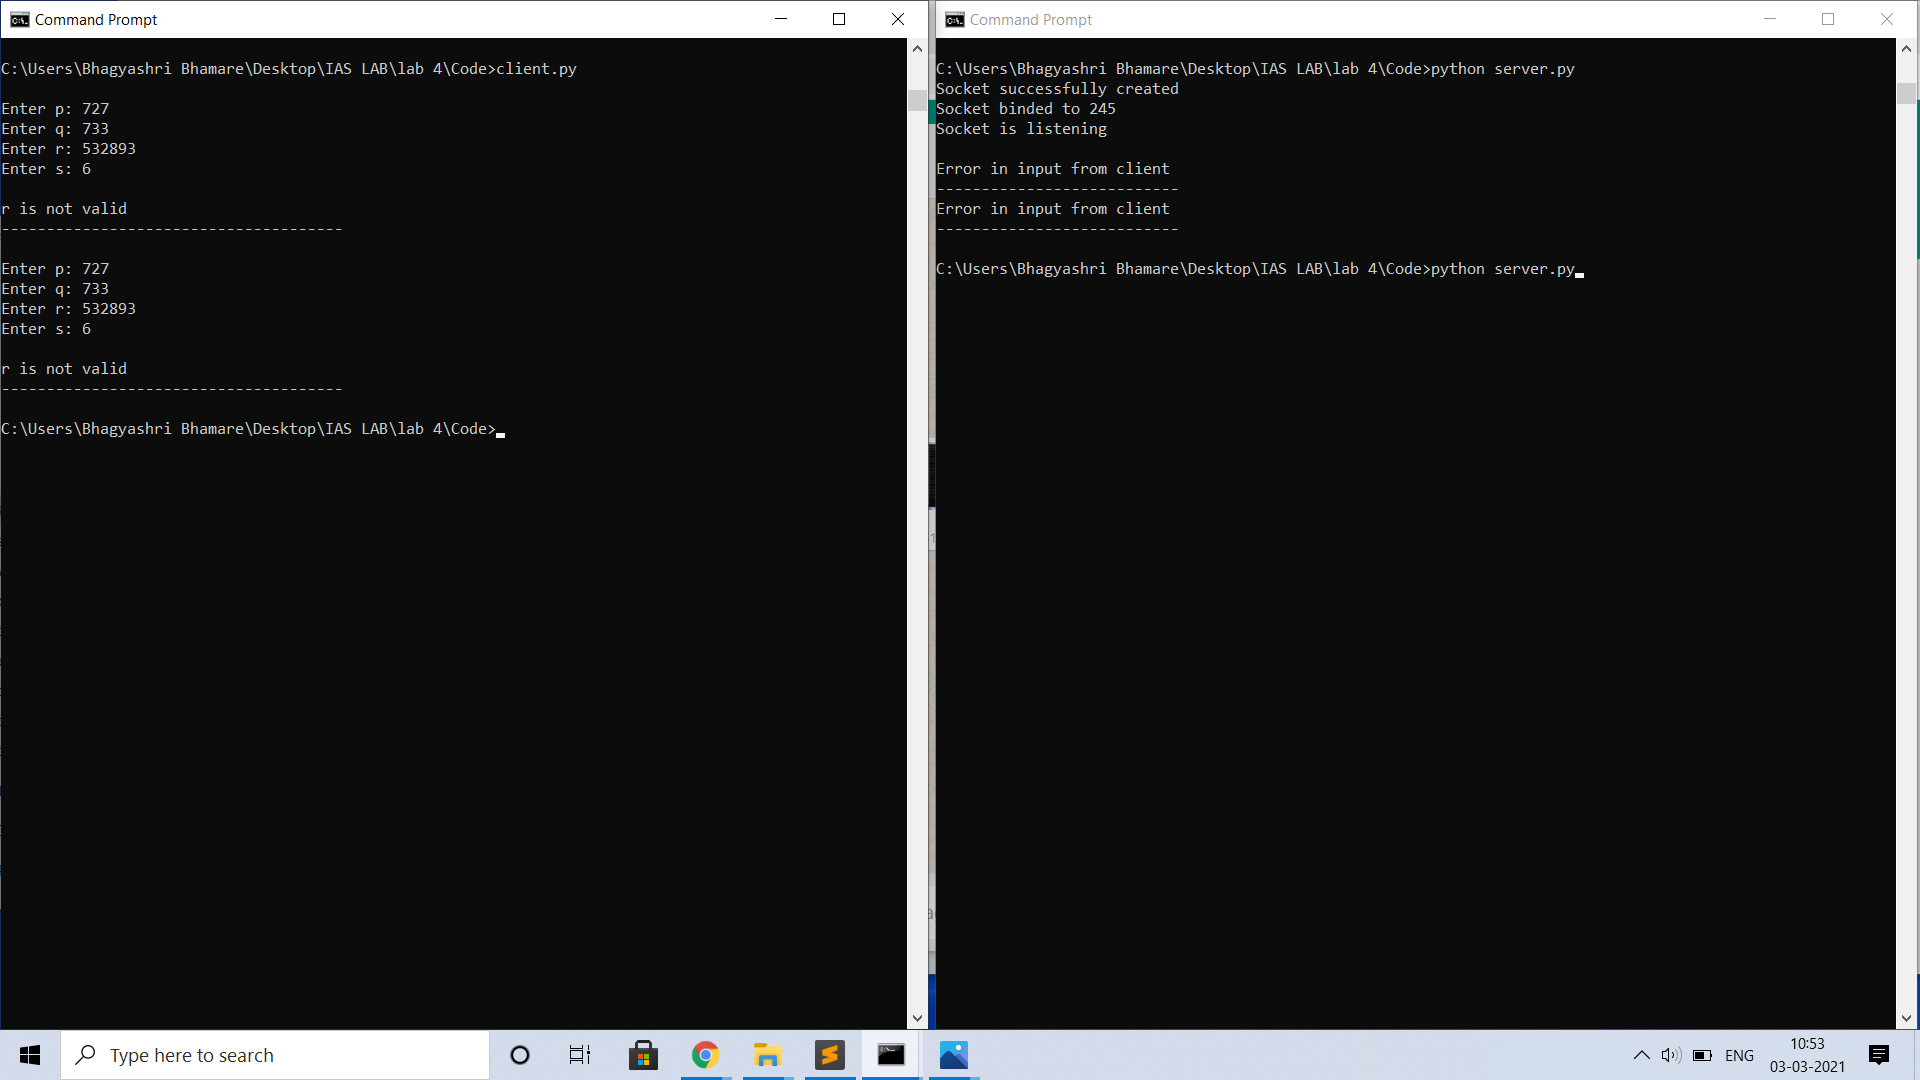 Command Prompt
C:\Users\Bhagyashri Bhamare\Desktop\IAS LAB\lab 4\Code>client.py
Enter p: 727
Enter q: 733
Enter r: 532893
Enter s: 6
r is not valid
--------------------------------------
Enter p: 727
Enter q: 733
Enter r: 532893
Enter s: 6
r is not valid
--------------------------------------
C:\Users\Bhagyashri Bhamare\Desktop\IAS LAB\lab 4\Code>
Command Prompt
C:\Users\Bhagyashri Bhamare\Desktop\IAS LAB\lab 4\Code>python server.py
Socket successfully created
Socket binded to 245
Socket is listening
Error in input from client
---------------------------
Error in input from client
---------------------------
C:\Users\Bhagyashri Bhamare\Desktop\IAS LAB\lab 4\Code>python server.py
Type here to search
ENG
10:53
03-03-2021